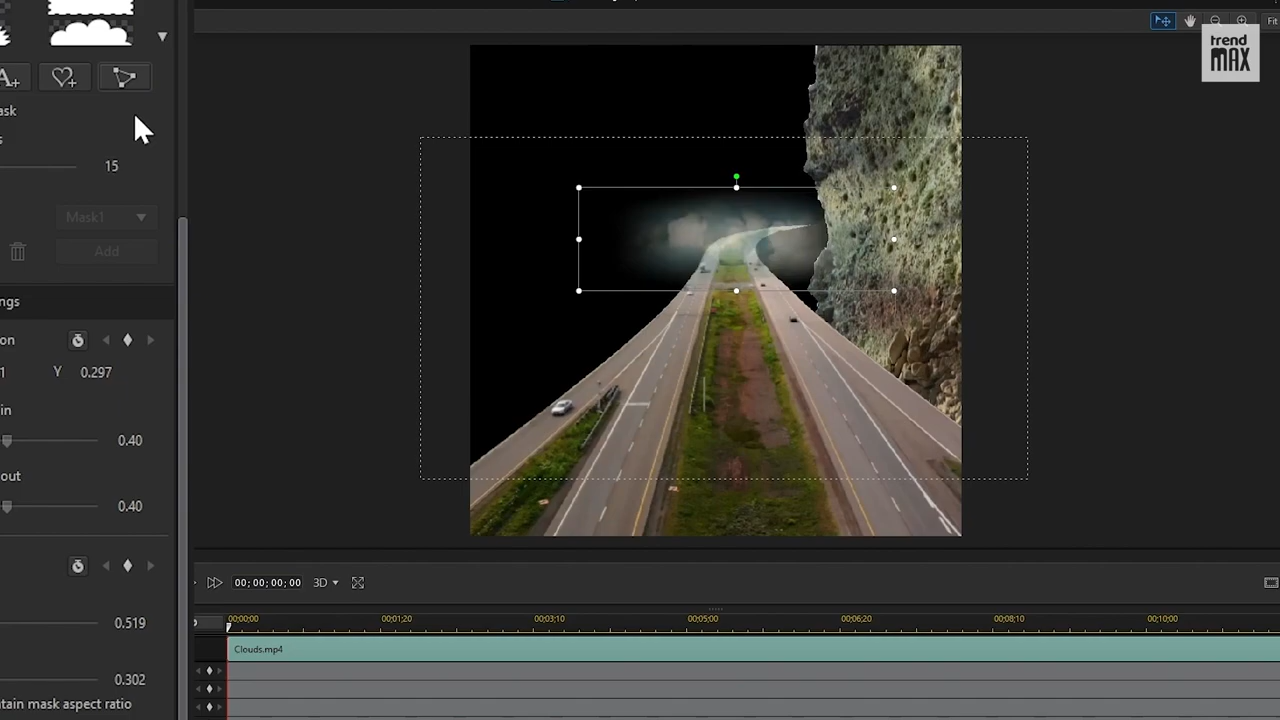 Fit
trend
MAX
A+
ask
s
15
Mask1
Add
ngs
on
1 Y 0.297
in
0.40
out
0.40
0.519
0.302
tain mask aspect ratio
00;00;00;00 3D
00;00;00 00;01;20 00;03;10 00;05;00 00;06;20 00;08;10 00;10;00
Clouds.mp4